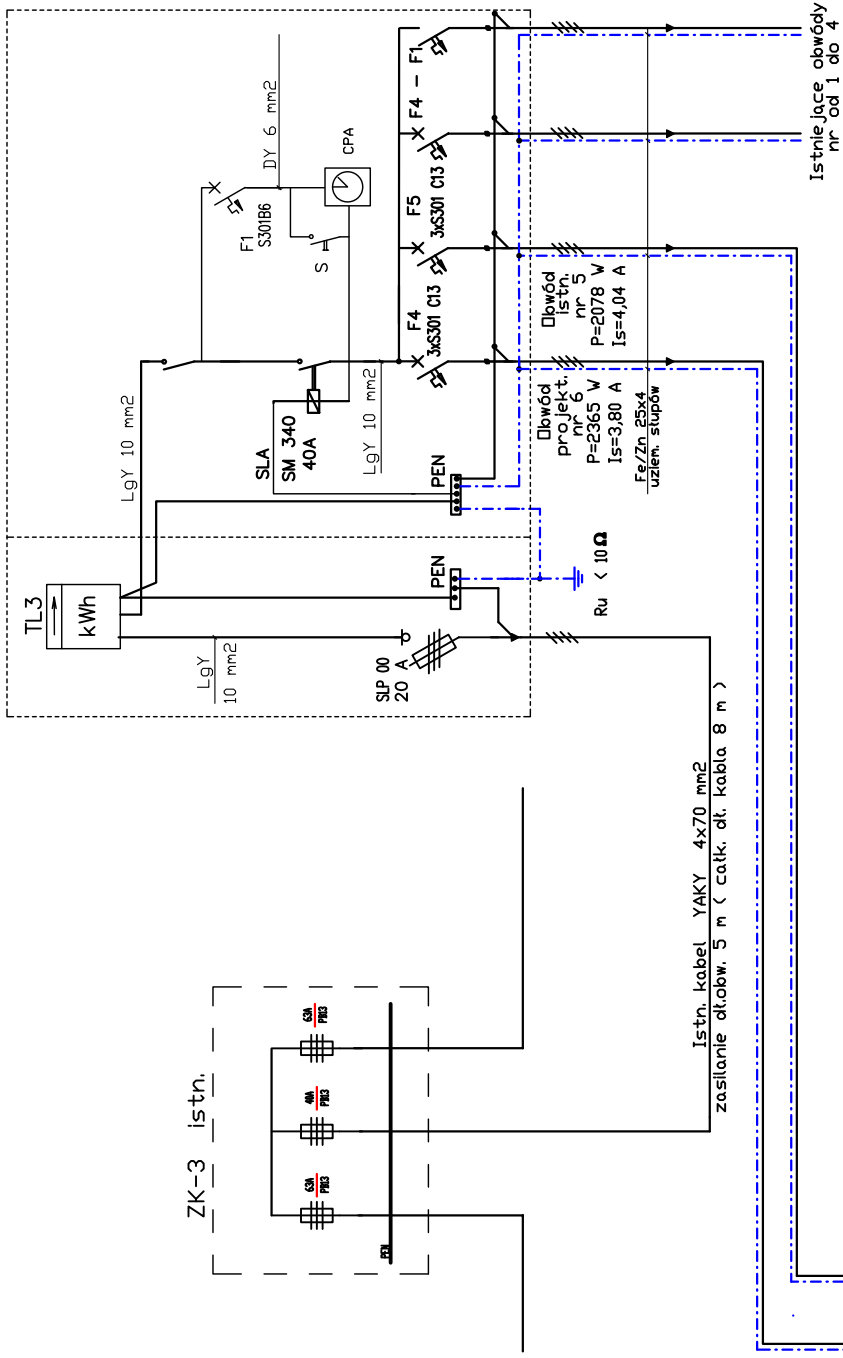 ZK-3 istn.
63A
PBD3
40A
PBD3
63A
PBD3
PEN
Istn. kabel YAKY 4x70 mm2
zasilanie dł.obw. 5 m ( całk. dł. kabla 8 m )
TL3
kWh
LgY
10 mm2
SLP 00
20 A
PEN
Ru < 10 Ω
LgY 10 mm2
SLA
SM 340
40A
LgY 10 mm2
PEN
F1
S301B6
DY 6 mm2
S
CPA
F4
3xS301 C13
F5
3xS301 C13
F4 - F1
Obwód
projekt.
nr 6
P=2365 W
Is=3,80 A
Obwód
istn.
nr 5
P=2078 W
Is=4,04 A
Fe/Zn 25x4
uziem. słupów
Istniejące obwódy
nr od 1 do 4